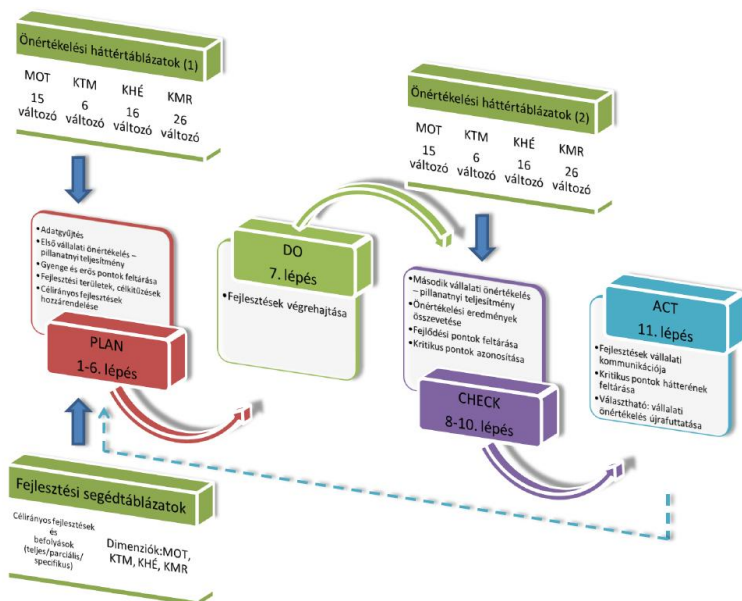 Önértékelési háttértáblázatok (1)
MOT KTM KHÉ KMR
15 6 16 26
változó változó változó változó
Önértékelési háttértáblázatok (2)
MOT KTM KHÉ KMR
15 6 16 26
változó változó változó változó
•Adatgyűjtés
•Első vállalati önértékelés –
pillanatnyi teljesítmény
•Gyenge és erős pontok feltárása
•Fejlesztési területek, célkitűzések
•Célirányos fejlesztések
hozzárendelése
PLAN
1-6. lépés
DO
7. lépés
•Fejlesztések végrehajtása
•Második vállalati önértékelés
– pillanatnyi teljesítmény
•Önértékelési eredmények
összevetése
•Fejlődési pontok feltárása
•Kritikus pontok azonosítása
CHECK
8-10. lépés
ACT
11. lépés
•Fejlesztések vállalati
kommunikációja
•Kritikus pontok hátterének
feltárása
•Választható: vállalati
önértékelés újrafuttatása
Fejlesztési segédtáblázatok
Célirányos fejlesztések
és
befolyások
(teljes/parciális/
specifikus)
Dimenziók:MOT,
KTM, KHÉ, KMR